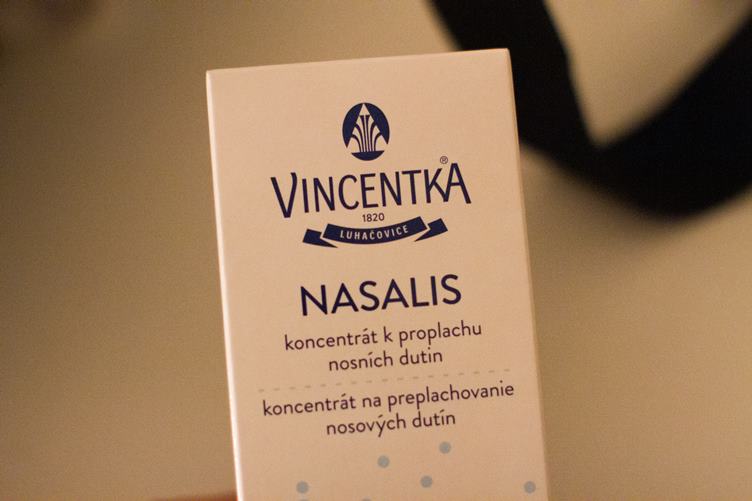 VINCENTKA®
1820
LUHAČOVICE
NASALIS
koncentrát k proplachu
nosních dutin
koncentrát na preplachovanie
nosových dutín